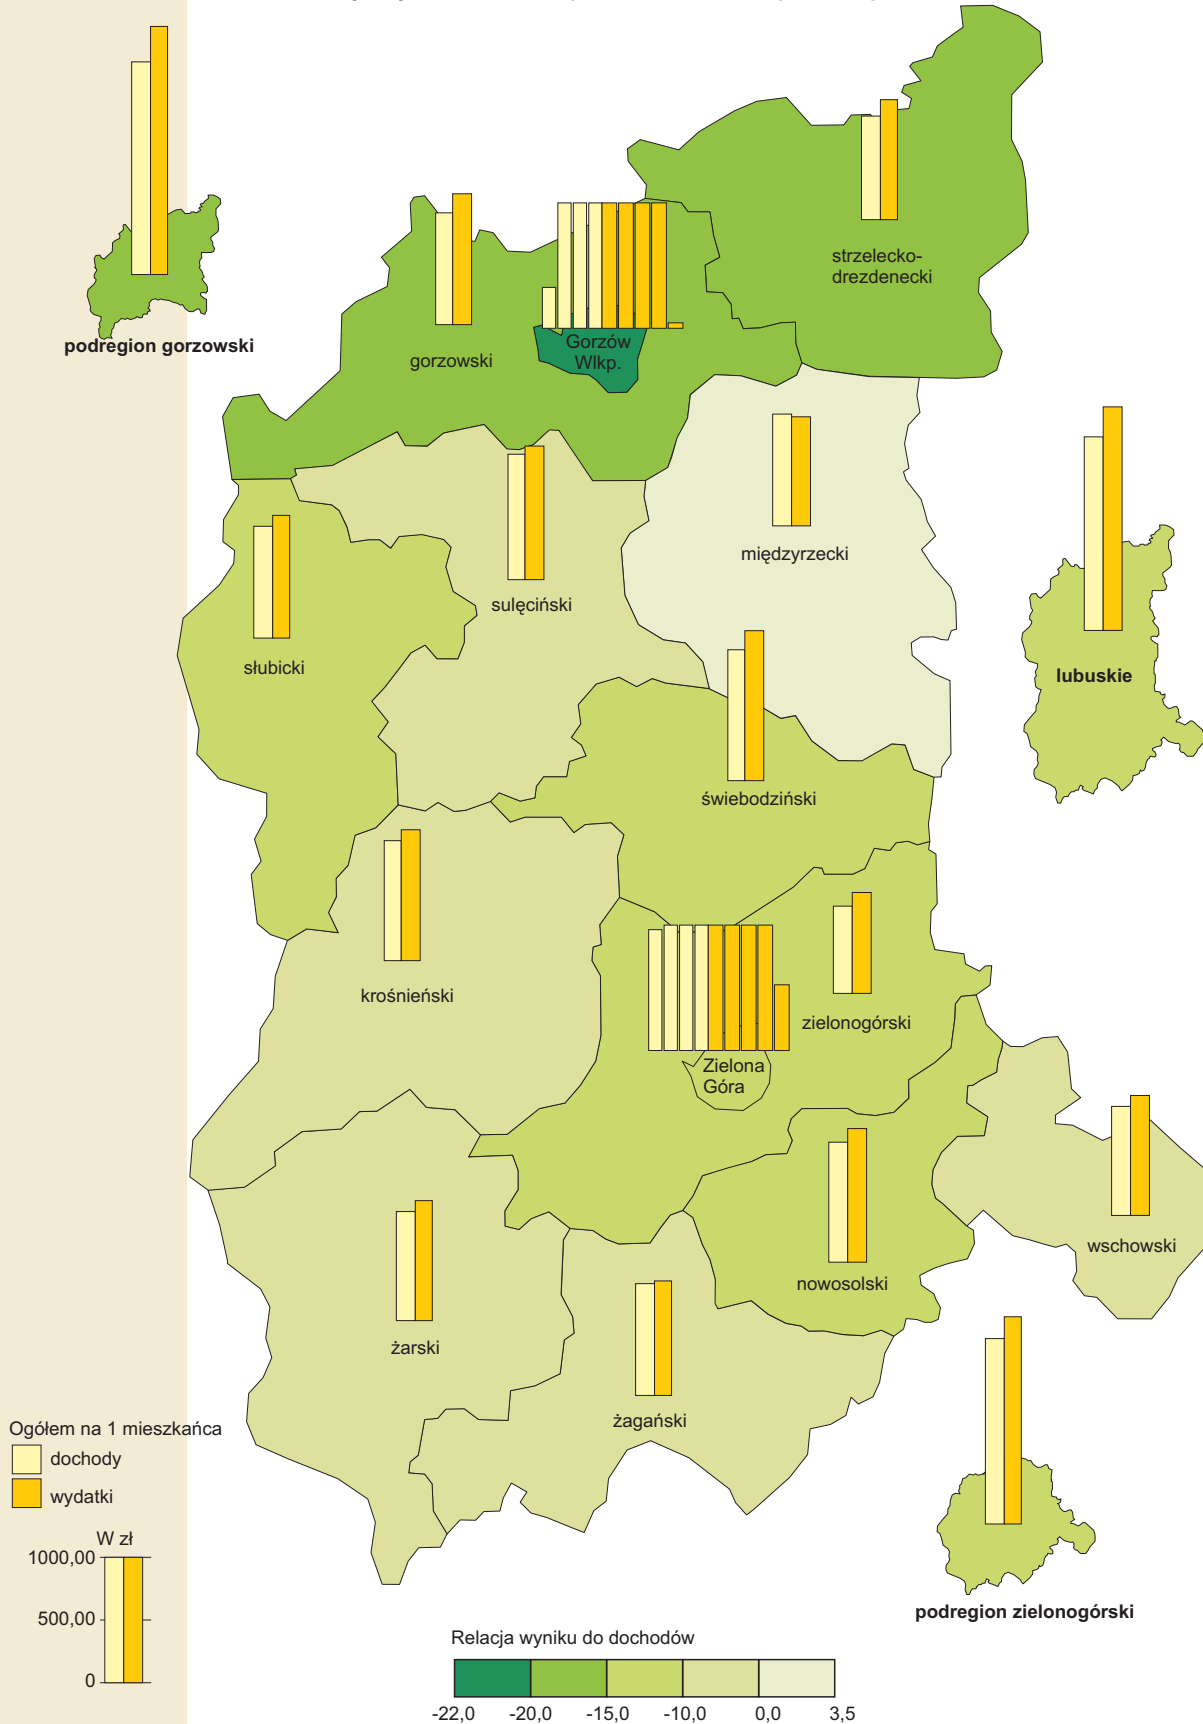 strzelecko-
drezdenecki
podregion gorzowski
Gorzów
Wlkp.
gorzowski
międzyrzecki
sulęciński
słubicki
lubuskie
świebodziński
krośnieński
zielonogórski
Zielona
Góra
wschowski
nowosolski
żarski
żagański
Ogółem na 1 mieszkańca
dochody
wydatki
W zł
1000,00
500,00
0
podregion zielonogórski
Relacja wyniku do dochodów
-22,0 -20,0 -15,0 -10,0 0,0 3,5